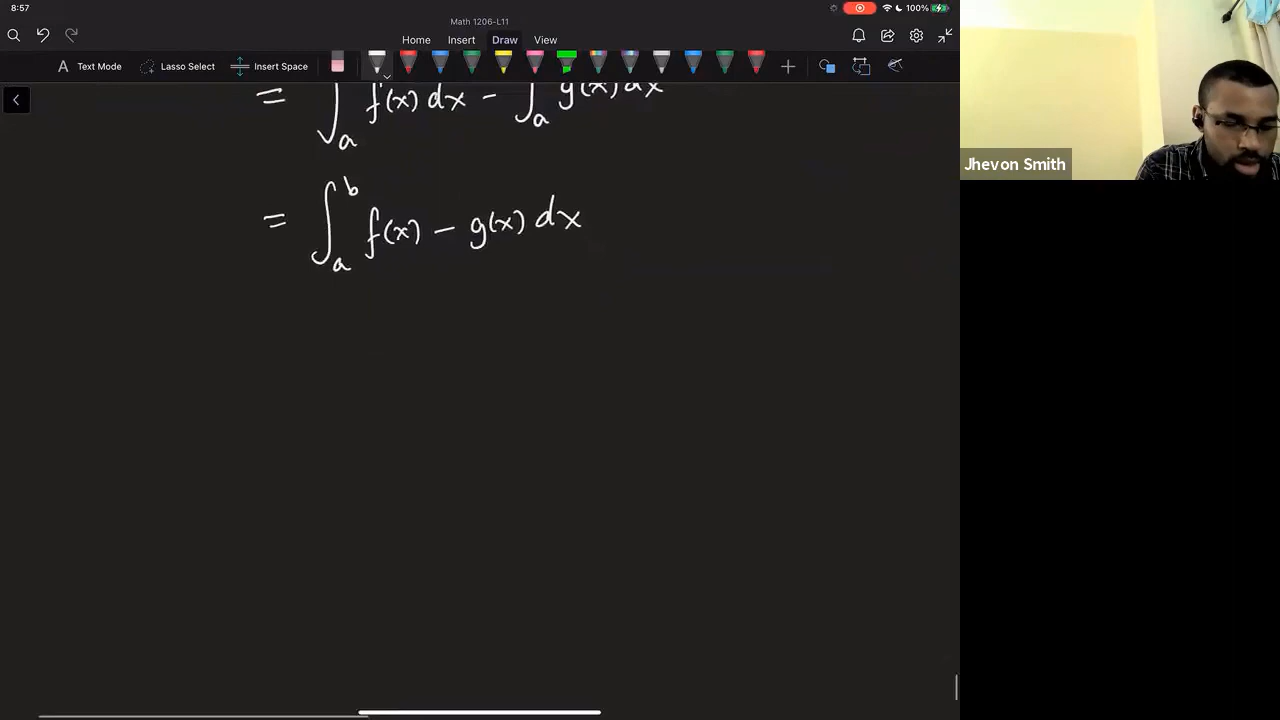 8:57
100%
Math 1206-L11
Home Insert Draw View
Text Mode Lasso Select Insert Space
= ∫_a f(x) dx - ∫_a g(x) dx
= ∫_a^b f(x) - g(x) dx
Jhevon Smith